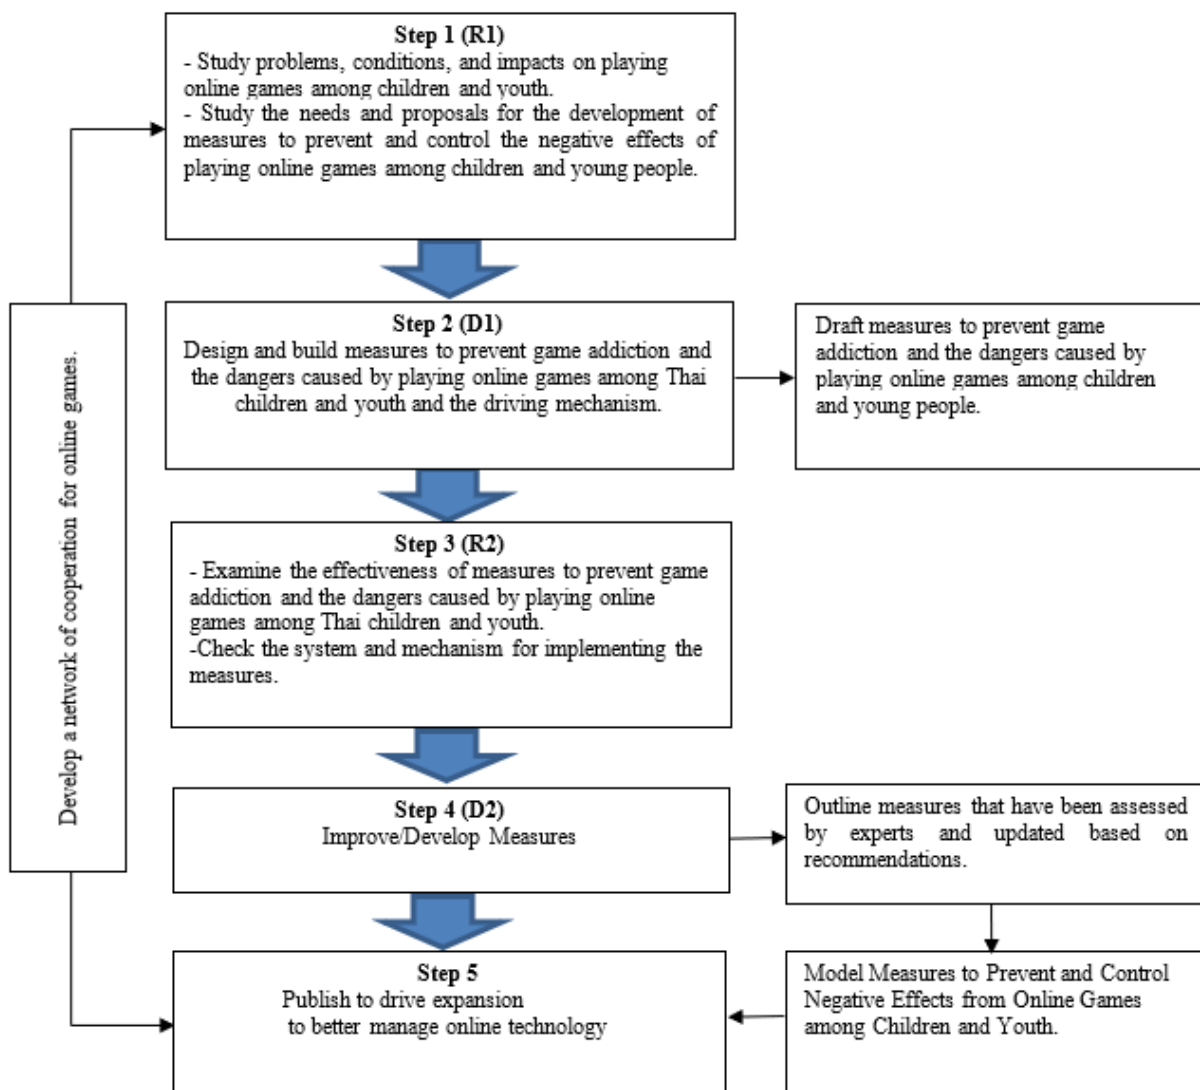 Step 1 (R1)
- Study problems, conditions, and impacts on playing
online games among children and youth.
- Study the needs and proposals for the development of
measures to prevent and control the negative effects of
playing online games among children and young people.
Develop a network of cooperation for online games.
Step 2 (D1)
Design and build measures to prevent game addiction and
the dangers caused by playing online games among Thai
children and youth and the driving mechanism.
Draft measures to prevent game
addiction and the dangers caused by
playing online games among children
and young people.
Step 3 (R2)
- Examine the effectiveness of measures to prevent game
addiction and the dangers caused by playing online
games among Thai children and youth.
-Check the system and mechanism for implementing the
measures.
Step 4 (D2)
Improve/Develop Measures
Outline measures that have been assessed
by experts and updated based on
recommendations.
Step 5
Publish to drive expansion
to better manage online technology
Model Measures to Prevent and Control
Negative Effects from Online Games
among Children and Youth.